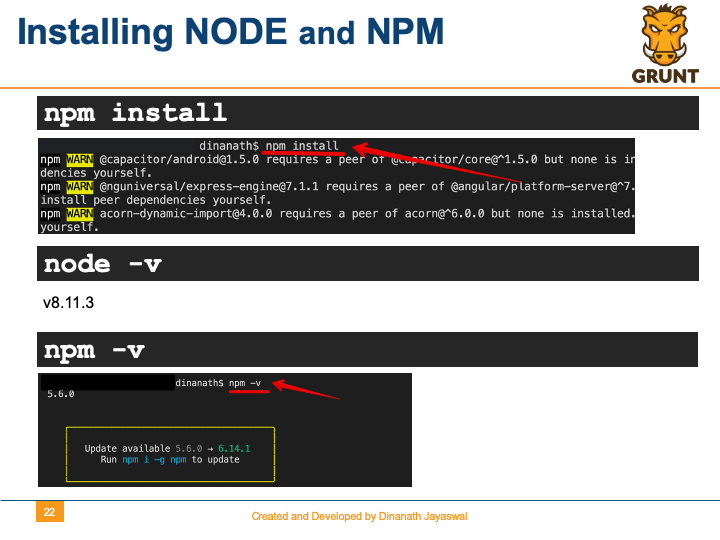 Installing NODE and NPM
GRUNT
npm install
dinanath$ npm install
npm WARN @capacitor/android@1.5.0 requires a peer of @capacitor/core@^1.5.0 but none is in
dencies yourself.
npm WARN @nguniversal/express-engine@7.1.1 requires a peer of @angular/platform-server@^7.
install peer dependencies yourself.
npm WARN acorn-dynamic-import@4.0.0 requires a peer of acorn@^6.0.0 but none is installed.
yourself.
node -v
v8.11.3
npm -v
dinanath$ npm -v
5.6.0
Update available 5.6.0 → 6.14.1
Run npm i -g npm to update
22
Created and Developed by Dinanath Jayaswal